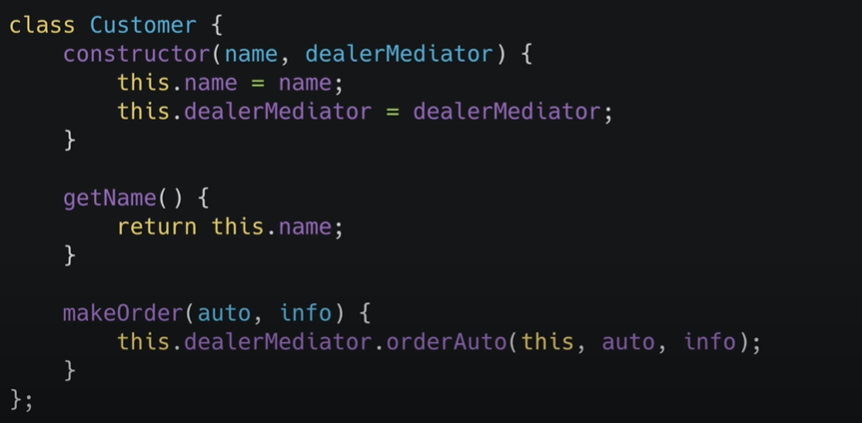 class Customer {
    constructor(name, dealerMediator) {
        this.name = name;
        this.dealerMediator = dealerMediator;
    }

    getName() {
        return this.name;
    }

    makeOrder(auto, info) {
        this.dealerMediator.orderAuto(this, auto, info);
    }
};